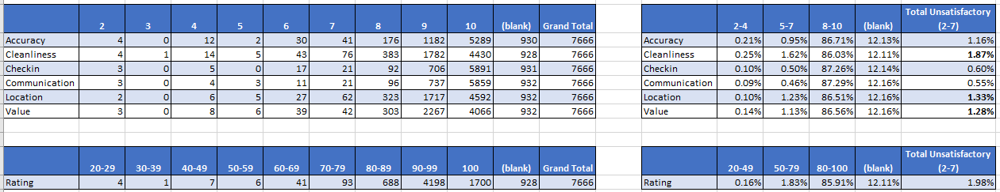 Total Unsatisfactory
2 3 4 5 6 7 8 9 10 (blank) Grand Total 2-4 5-7 8-10 (blank) (2-7)
Accuracy 4 0 12 2 30 41 176 1182 5289 930 7666 Accuracy 0.21% 0.95% 86.71% 12.13% 1.16%
Cleanliness 4 1 14 5 43 76 383 1782 4430 928 7666 Cleanliness 0.25% 1.62% 86.03% 12.11% 1.87%
Checkin 3 0 5 0 17 21 92 706 5891 931 7666 Checkin 0.10% 0.50% 87.26% 12.14% 0.60%
Communication 3 0 4 3 11 21 96 737 5859 932 7666 Communication 0.09% 0.46% 87.29% 12.16% 0.55%
Location 2 0 6 5 27 62 323 1717 4592 932 7666 Location 0.10% 1.23% 86.51% 12.16% 1.33%
Value 3 0 8 6 39 42 303 2267 4066 932 7666 Value 0.14% 1.13% 86.56% 12.16% 1.28%
Total Unsatisfactory
20-29 30-39 40-49 50-59 60-69 70-79 80-89 90-99 100 (blank) Grand Total 20-49 50-79 80-100 (blank) (2-7)
Rating 4 1 7 6 41 93 688 4198 1700 928 7666 Rating 0.16% 1.83% 85.91% 12.11% 1.98%